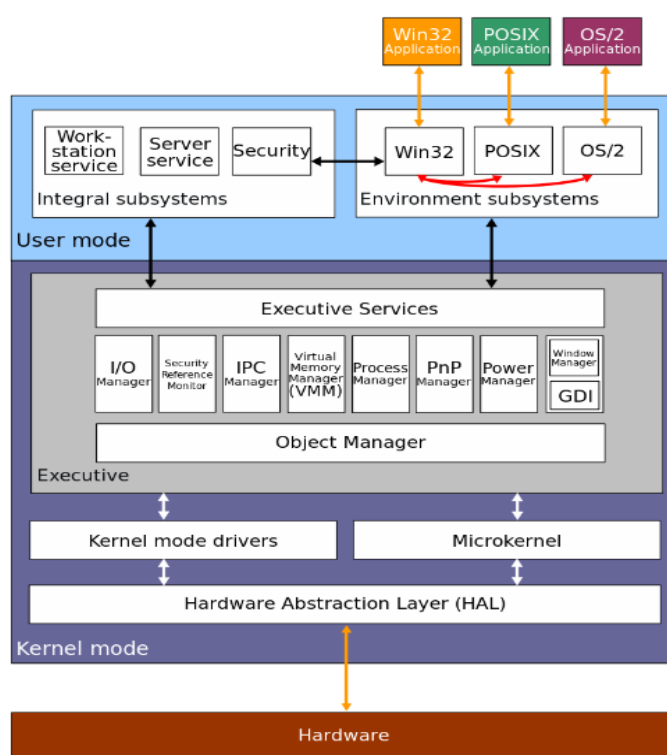 Win32
Application
POSIX
Application
OS/2
Application
Work-
station
service
Server
service
Security
Integral subsystems
Win32
POSIX
OS/2
Environment subsystems
User mode
Executive Services
I/O
Manager
Security
Reference
Monitor
IPC
Manager
Virtual
Memory
Manager
(VMM)
Process
Manager
PnP
Manager
Power
Manager
Window
Manager
GDI
Object Manager
Executive
Kernel mode drivers
Microkernel
Hardware Abstraction Layer (HAL)
Kernel mode
Hardware